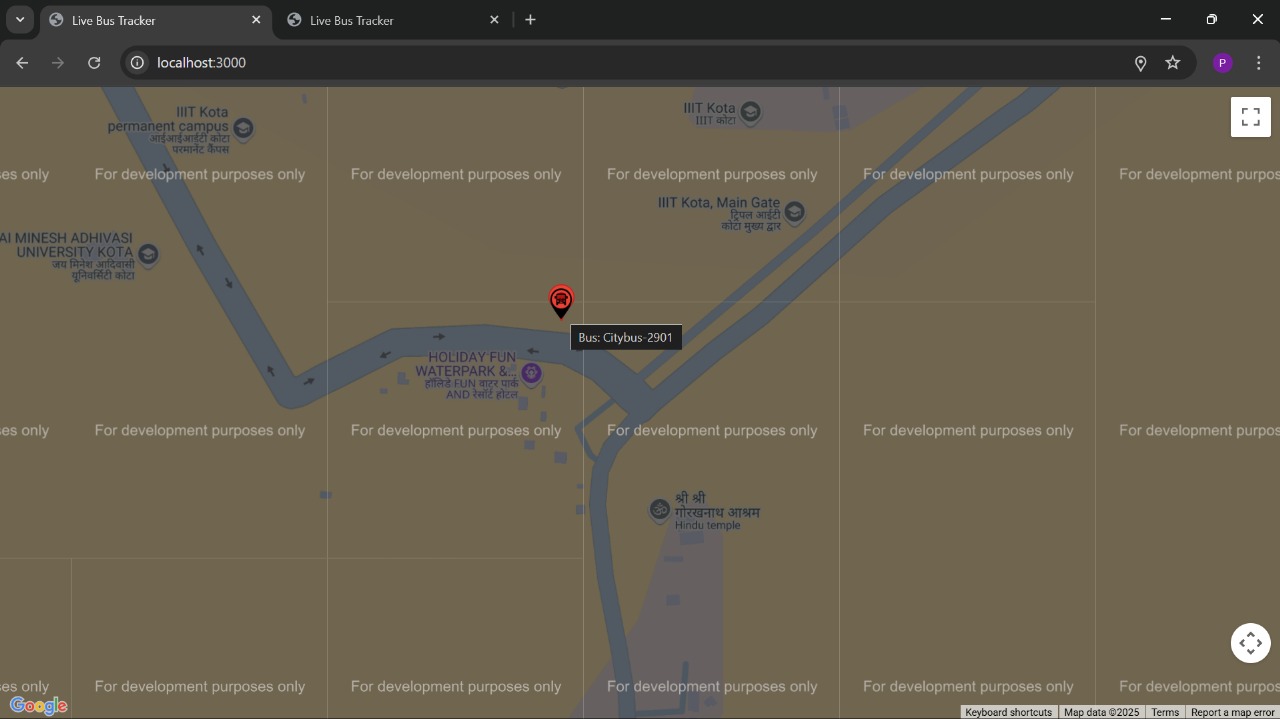 Live Bus Tracker
Live Bus Tracker
localhost:3000
P
IIIT Kota
permanent campus
आईआईआईटी कोटा
परमानेंट कैंपस
IIIT Kota
IIIT कोटा
es only
For development purposes only
For development purposes only
For development purposes only
For development purposes only
For development purpos
IIIT Kota, Main Gate
ट्रिपल आईटी
कोटा मुख्य द्वार
AI MINESH ADHIVASI
UNIVERSITY KOTA
जय मिनेश आदिवासी
यूनिवर्सिटी कोटा
Bus: Citybus-2901
HOLIDAY FUN
WATERPARK &...
हॉलिडे FUN वाटर पार्क
AND रेसॉर्ट होटल
es only
For development purposes only
For development purposes only
For development purposes only
For development purposes only
For development purpos
श्री श्री
गोरखनाथ आश्रम
Hindu temple
es only
For development purposes only
For development purposes only
For development purposes only
For development purposes only
For development purpos
Google
Keyboard shortcuts
Map data ©2025
Terms
Report a map error